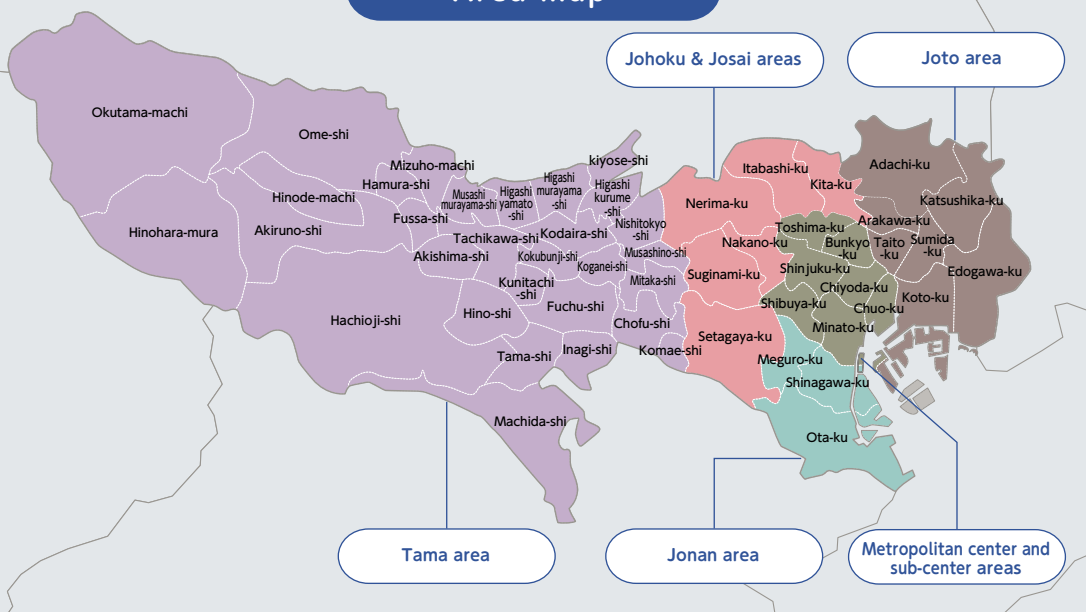 Area Map
Johoku & Josai areas
Joto area
Okutama-machi
Ome-shi
Mizuho-machi
Hamura-shi
Hinode-machi
Hinohara-mura
Akiruno-shi
Fussa-shi
Musashi
murayama-shi
Higashi
yamato
-shi
Higashi
murayama
-shi
kiyose-shi
Higashi
kurume
-shi
Nishitokyo
-shi
Tachikawa-shi
Kodaira-shi
Akishima-shi
Kokubunji-shi
Koganei-shi
Musashino-shi
Mitaka-shi
Kunitachi
-shi
Hachioji-shi
Hino-shi
Fuchu-shi
Chofu-shi
Komae-shi
Tama-shi
Inagi-shi
Machida-shi
Itabashi-ku
Kita-ku
Nerima-ku
Nakano-ku
Suginami-ku
Setagaya-ku
Adachi-ku
Katsushika-ku
Arakawa-ku
Taito
-ku
Sumida
-ku
Edogawa-ku
Koto-ku
Toshima-ku
Bunkyo
-ku
Shinjuku-ku
Chiyoda-ku
Chuo-ku
Shibuya-ku
Minato-ku
Meguro-ku
Shinagawa-ku
Ota-ku
Tama area
Jonan area
Metropolitan center and
sub-center areas